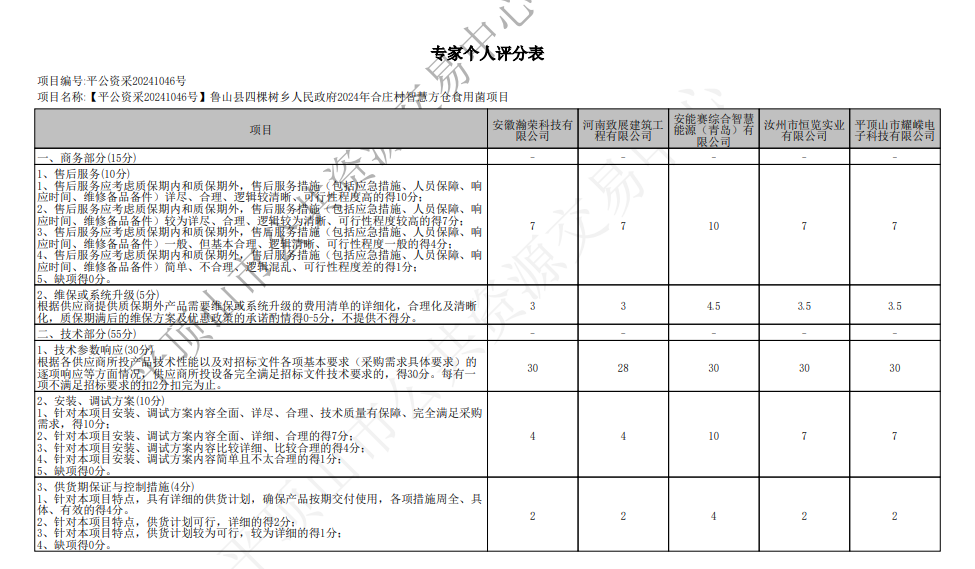 专家个人评分表
项目编号:平公资采20241046号
项目名称:【平公资采20241046号】鲁山县四棵树乡人民政府2024年合庄村智慧方仓食用菌项目
项目 安徽瀚荣科技有限公司 河南致展建筑工程有限公司 安能赛综合智慧能源（青岛）有限公司 汝州市恒览实业有限公司 平顶山市耀嵘电子科技有限公司
一、商务部分(15分) - - - - -
1、售后服务(10分)
1、售后服务应考虑质保期内和质保期外，售后服务措施（包括应急措施、人员保障、响
应时间、维修备品备件）详尽、合理、逻辑较清晰、可行性程度高的得10分；
2、售后服务应考虑质保期内和质保期外，售后服务措施（包括应急措施、人员保障、响
应时间、维修备品备件）较为详尽、合理、逻辑较为清晰、可行性程度较高的得7分；
3、售后服务应考虑质保期内和质保期外，售后服务措施（包括应急措施、人员保障、响
应时间、维修备品备件）一般、但基本合理、逻辑清晰、可行性程度一般的得4分；
4、售后服务应考虑质保期内和质保期外，售后服务措施（包括应急措施、人员保障、响
应时间、维修备品备件）简单、不合理、逻辑混乱、可行性程度差的得1分；
5、缺项得0分。
7 7 10 7 7
2、维保或系统升级(5分)
根据供应商提供质保期外产品需要维保或系统升级的费用清单的详细化，合理化及清晰
化，质保期满后的维保方案及优惠政策的承诺酌情得0-5分，不提供不得分。
3 3 4.5 3.5 3.5
二、技术部分(55分) - - - - -
1、技术参数响应(30分)
根据各供应商所投产品技术性能以及对招标文件各项基本要求（采购需求具体要求）的
逐项响应等方面情况，供应商所投设备完全满足招标文件技术要求的，得30分。每有一
项不满足招标要求的扣2分扣完为止。
30 28 30 30 30
2、安装、调试方案(10分)
1、针对本项目安装、调试方案内容全面、详尽、合理、技术质量有保障、完全满足采购
需求，得10分；
2、针对本项目安装、调试方案内容全面、详细、合理的得7分；
3、针对本项目安装、调试方案内容比较详细、比较合理的得4分；
4、针对本项目安装、调试方案内容简单且不太合理的得1分；
5、缺项得0分。
4 4 10 7 7
3、供货期保证与控制措施(4分)
1、针对本项目特点，具有详细的供货计划，确保产品按期交付使用，各项措施周全、具
体、有效的得4分。
2、针对本项目特点，供货计划可行，详细的得2分；
3、针对本项目特点，供货计划较为可行，较为详细的得1分；
4、缺项得0分。
2 2 4 2 2
平顶山市公共资源交易中心
平顶山市公共资源交易中心